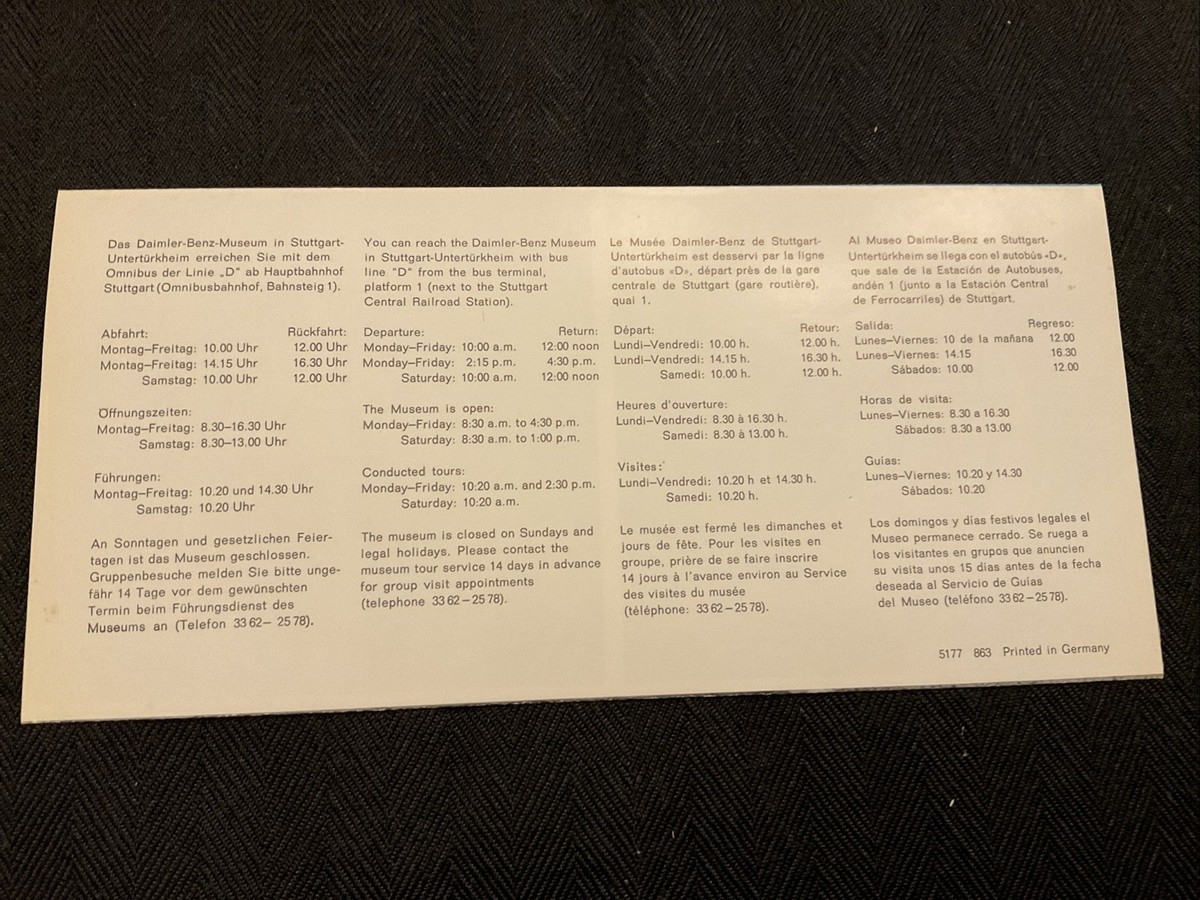 Das Daimler-Benz-Museum in Stuttgart-
Untertürkheim erreichen Sie mit dem
Omnibus der Linie „D“ ab Hauptbahnhof
Stuttgart (Omnibusbahnhof, Bahnsteig 1).
Abfahrt: Rückfahrt:
Montag–Freitag: 10.00 Uhr 12.00 Uhr
Montag–Freitag: 14.15 Uhr 16.30 Uhr
Samstag: 10.00 Uhr 12.00 Uhr
Öffnungszeiten:
Montag–Freitag: 8.30–16.30 Uhr
Samstag: 8.30–13.00 Uhr
Führungen:
Montag–Freitag: 10.20 und 14.30 Uhr
Samstag: 10.20 Uhr
An Sonntagen und gesetzlichen Feier-
tagen ist das Museum geschlossen.
Gruppenbesuche melden Sie bitte unge-
fähr 14 Tage vor dem gewünschten
Termin beim Führungsdienst des
Museums an (Telefon 33 62– 25 78).
You can reach the Daimler-Benz Museum
in Stuttgart-Untertürkheim with bus
line "D" from the bus terminal,
platform 1 (next to the Stuttgart
Central Railroad Station).
Departure: Return:
Monday–Friday: 10:00 a.m. 12:00 noon
Monday–Friday: 2:15 p.m. 4:30 p.m.
Saturday: 10:00 a.m. 12:00 noon
The Museum is open:
Monday–Friday: 8:30 a.m. to 4:30 p.m.
Saturday: 8:30 a.m. to 1:00 p.m.
Conducted tours:
Monday–Friday: 10:20 a.m. and 2:30 p.m.
Saturday: 10:20 a.m.
The museum is closed on Sundays and
legal holidays. Please contact the
museum tour service 14 days in advance
for group visit appointments
(telephone 33 62–25 78).
Le Musée Daimler-Benz de Stuttgart-
Untertürkheim est desservi par la ligne
d'autobus «D», départ près de la gare
centrale de Stuttgart (gare routière),
quai 1.
Départ: Retour:
Lundi–Vendredi: 10.00 h. 12.00 h.
Lundi–Vendredi: 14.15 h. 16.30 h.
Samedi: 10.00 h. 12.00 h.
Heures d'ouverture:
Lundi–Vendredi: 8.30 à 16.30 h.
Samedi: 8.30 à 13.00 h.
Visites:
Lundi–Vendredi: 10.20 h et 14.30 h.
Samedi: 10.20 h.
Le musée est fermé les dimanches et
jours de fête. Pour les visites en
groupe, prière de se faire inscrire
14 jours à l'avance environ au Service
des visites du musée
(téléphone: 33 62–25 78).
Al Museo Daimler-Benz en Stuttgart-
Untertürkheim se llega con el autobús «D»,
que sale de la Estación de Autobuses,
andén 1 (junto a la Estación Central
de Ferrocarriles) de Stuttgart.
Salida: Regreso:
Lunes–Viernes: 10 de la mañana 12.00
Lunes–Viernes: 14.15 16.30
Sábados: 10.00 12.00
Horas de visita:
Lunes–Viernes: 8.30 a 16.30
Sábados: 8.30 a 13.00
Guías:
Lunes–Viernes: 10.20 y 14.30
Sábados: 10.20
Los domingos y días festivos legales el
Museo permanece cerrado. Se ruega a
los visitantes en grupos que anuncien
su visita unos 15 días antes de la fecha
deseada al Servicio de Guías
del Museo (teléfono 33 62–25 78).
5177 863 Printed in Germany